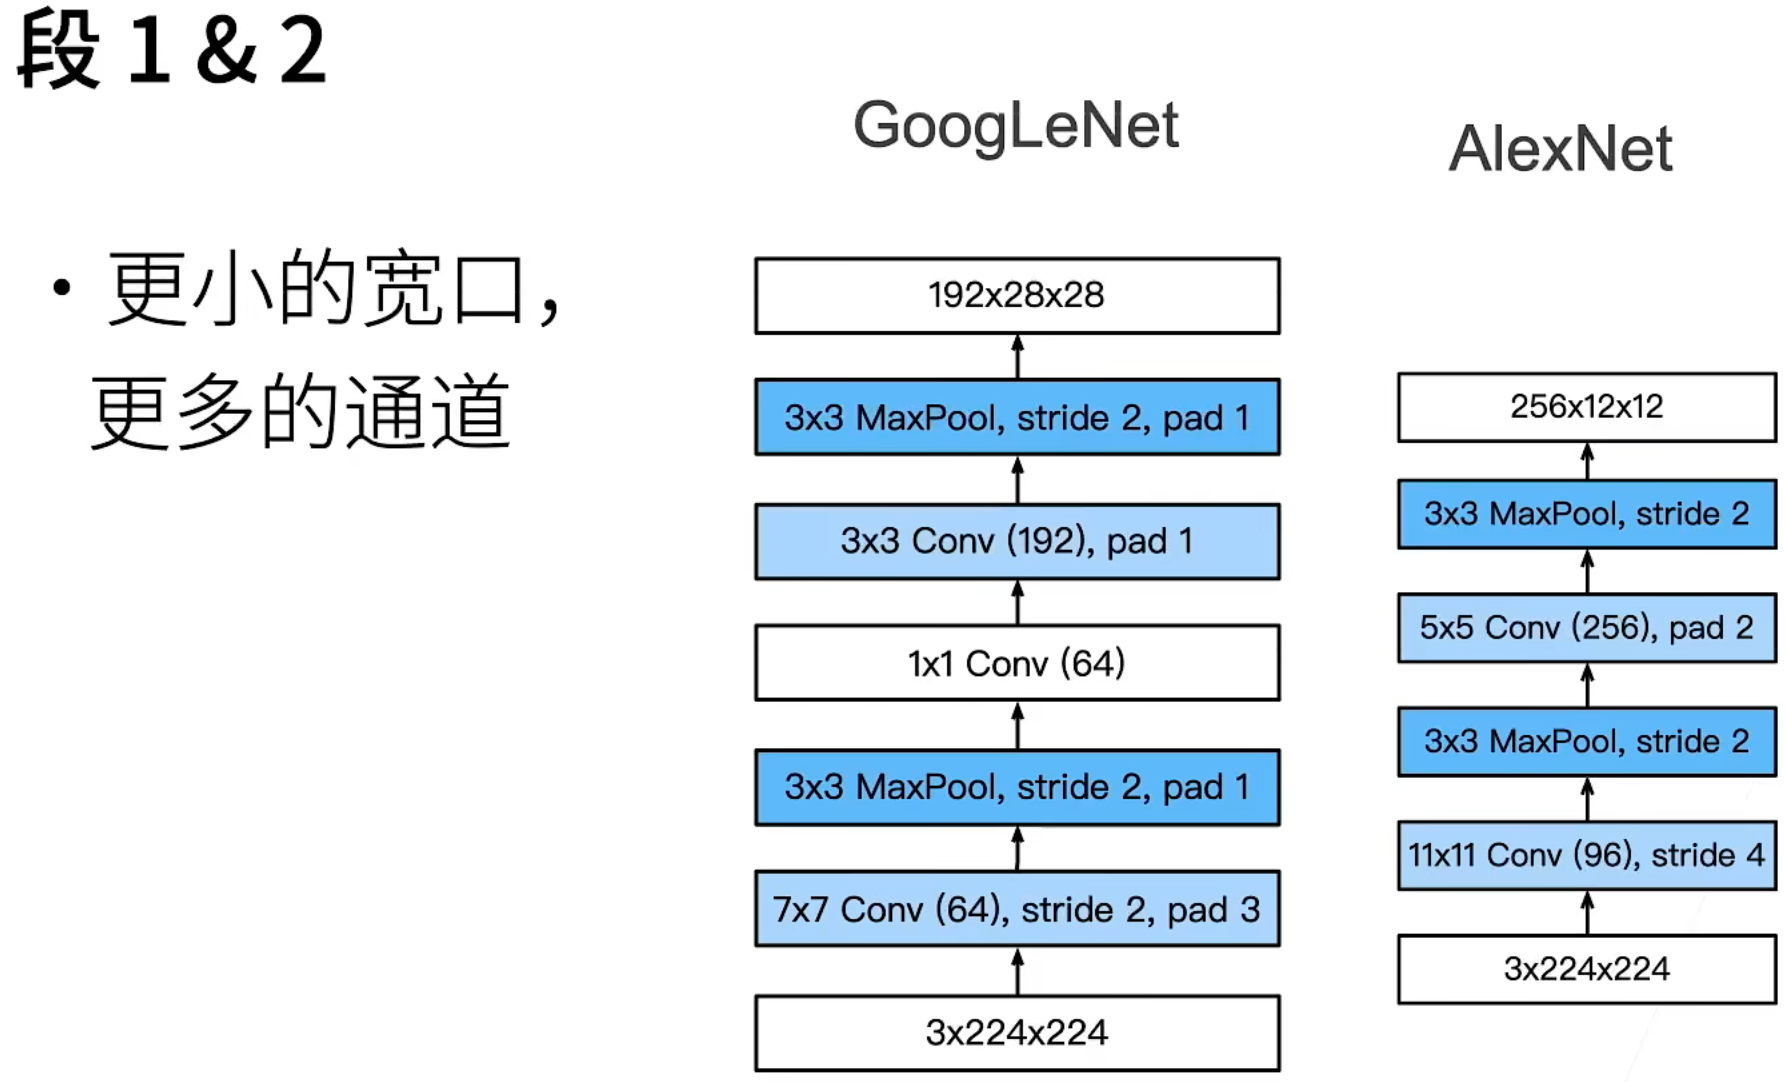 段 1 & 2
• 更小的宽口，
更多的通道
GoogLeNet
192x28x28
3x3 MaxPool, stride 2, pad 1
3x3 Conv (192), pad 1
1x1 Conv (64)
3x3 MaxPool, stride 2, pad 1
7x7 Conv (64), stride 2, pad 3
3x224x224
AlexNet
256x12x12
3x3 MaxPool, stride 2
5x5 Conv (256), pad 2
3x3 MaxPool, stride 2
11x11 Conv (96), stride 4
3x224x224